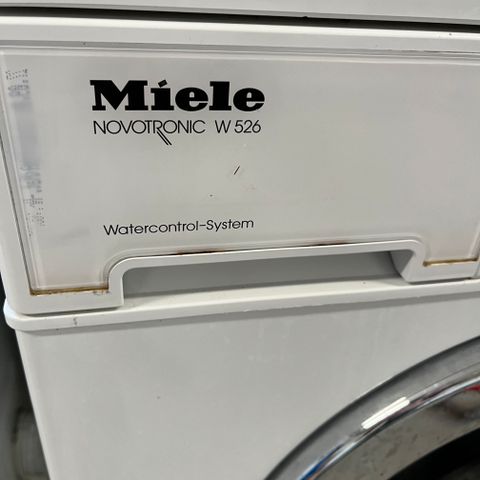 Miele
NOVOTRONIC W 526
Watercontrol-System